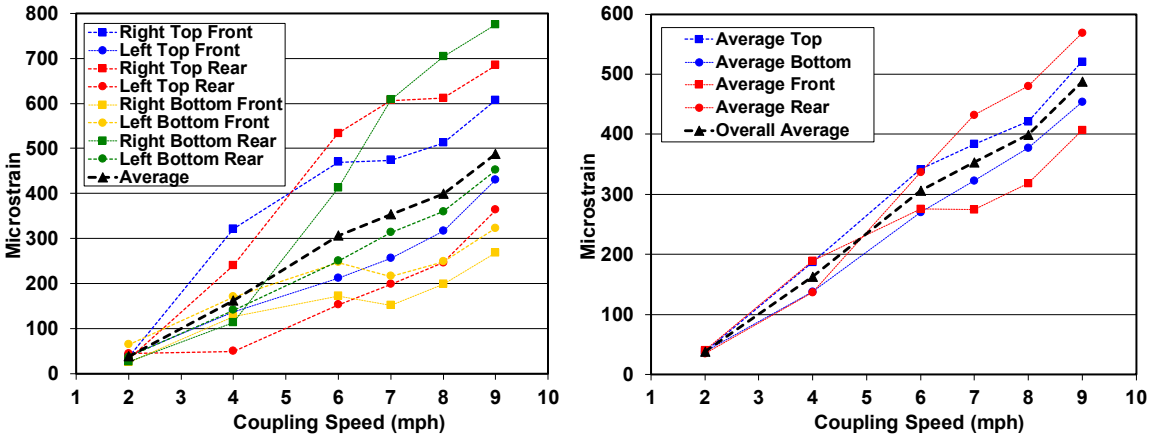 800
700
600
500
400
300
200
100
0
Microstrain
Right Top Front
Left Top Front
Right Top Rear
Left Top Rear
Right Bottom Front
Left Bottom Front
Right Bottom Rear
Left Bottom Rear
Average
1 2 3 4 5 6 7 8 9 10
Coupling Speed (mph)
600
500
400
300
200
100
0
Microstrain
Average Top
Average Bottom
Average Front
Average Rear
Overall Average
1 2 3 4 5 6 7 8 9 10
Coupling Speed (mph)